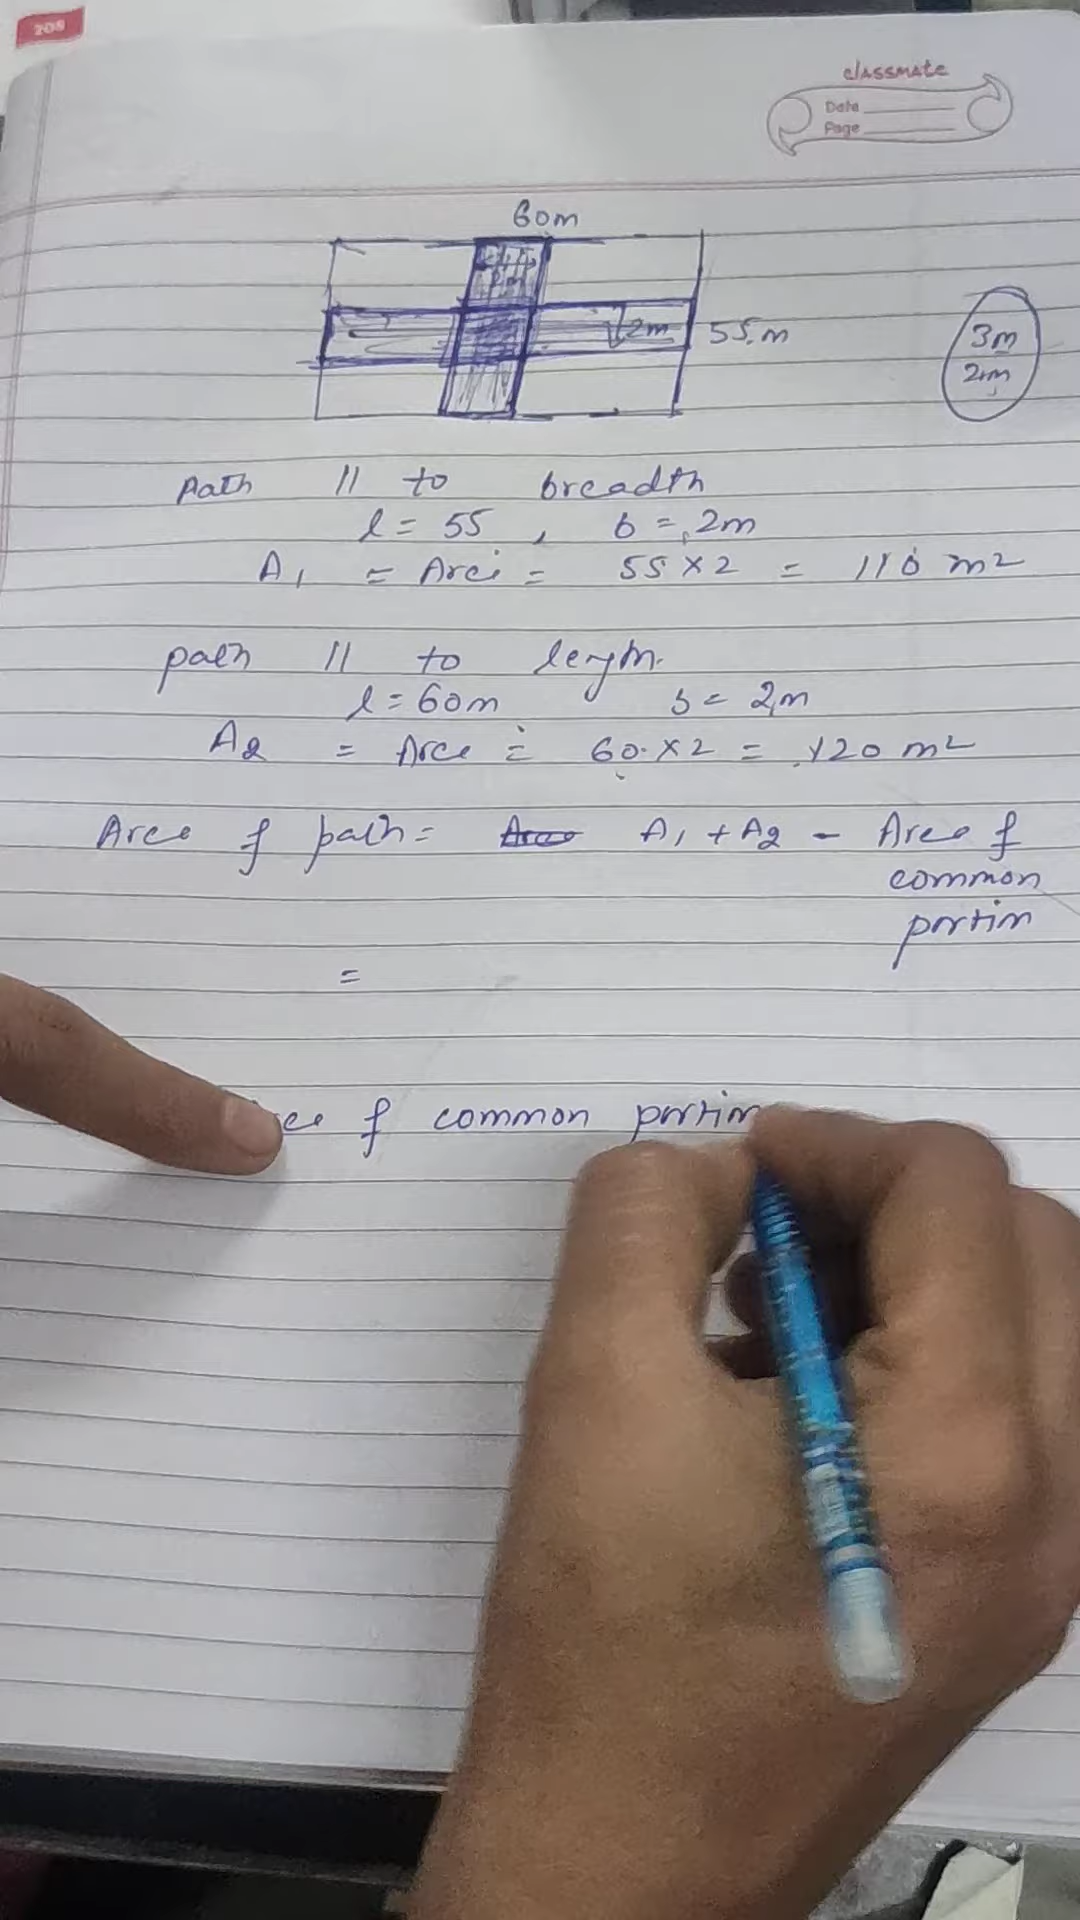 208
classmate
Date
Page
60m
2m
55m
3m
2m
Path || to breadth
l = 55 , b = 2m
A1 = Area = 55 × 2 = 110 m2
path || to length
l = 60m b = 2m
A2 = Area = 60 × 2 = 120 m2
Area of path = A1 + A2 - Area of
common
portion
=
of common portion